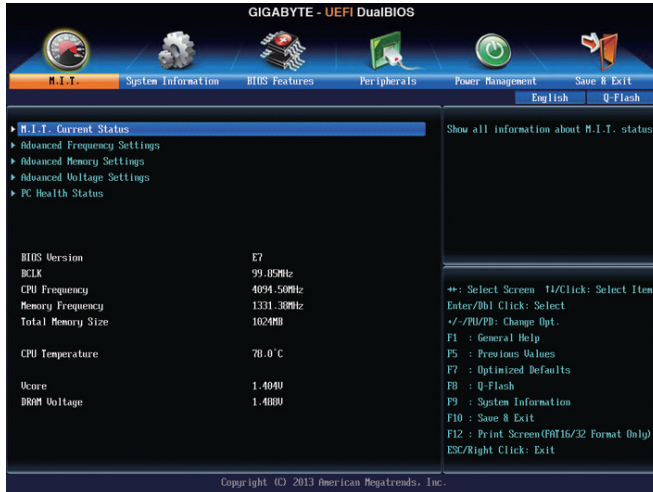 GIGABYTE - UEFI DualBIOS
M.I.T. System Information BIOS Features Peripherals Power Management Save & Exit
English Q-Flash
M.I.T. Current Status
Advanced Frequency Settings
Advanced Memory Settings
Advanced Voltage Settings
PC Health Status
BIOS Version E7
BCLK 99.85MHz
CPU Frequency 4094.50MHz
Memory Frequency 1331.38MHz
Total Memory Size 1024MB
CPU Temperature 78.0°C
Vcore 1.404V
DRAM Voltage 1.488V
Show all information about M.I.T. status
↔: Select Screen ↑↓/Click: Select Item
Enter/Dbl Click: Select
+/-/PU/PD: Change Opt.
F1 : General Help
F5 : Previous Values
F7 : Optimized Defaults
F8 : Q-Flash
F9 : System Information
F10 : Save & Exit
F12 : Print Screen(FAT16/32 Format Only)
ESC/Right Click: Exit
Copyright (C) 2013 American Megatrends, Inc.